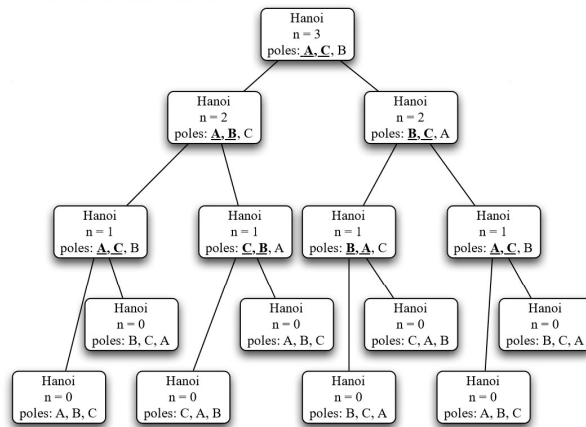 Hanoi
n = 3
poles: A, C, B
Hanoi
n = 2
poles: A, B, C
Hanoi
n = 2
poles: B, C, A
Hanoi
n = 1
poles: A, C, B
Hanoi
n = 1
poles: C, B, A
Hanoi
n = 1
poles: B, A, C
Hanoi
n = 1
poles: A, C, B
Hanoi
n = 0
poles: B, C, A
Hanoi
n = 0
poles: A, B, C
Hanoi
n = 0
poles: C, A, B
Hanoi
n = 0
poles: B, C, A
Hanoi
n = 0
poles: A, B, C
Hanoi
n = 0
poles: C, A, B
Hanoi
n = 0
poles: B, C, A
Hanoi
n = 0
poles: A, B, C